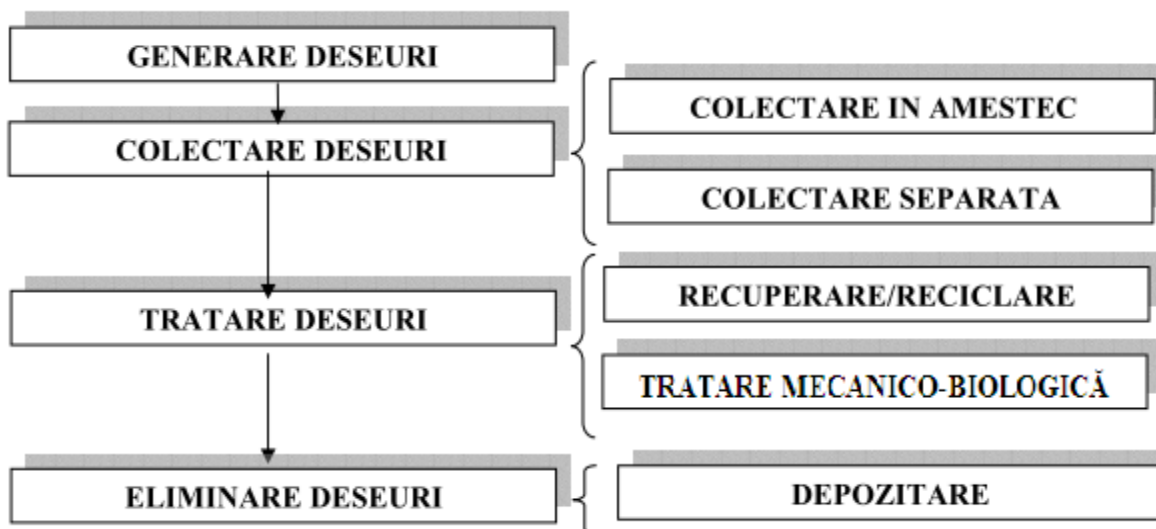 GENERARE DESEURI
COLECTARE DESEURI
COLECTARE IN AMESTEC
COLECTARE SEPARATA
TRATARE DESEURI
RECUPERARE/RECICLARE
TRATARE MECANICO-BIOLOGICĂ
ELIMINARE DESEURI
DEPOZITARE